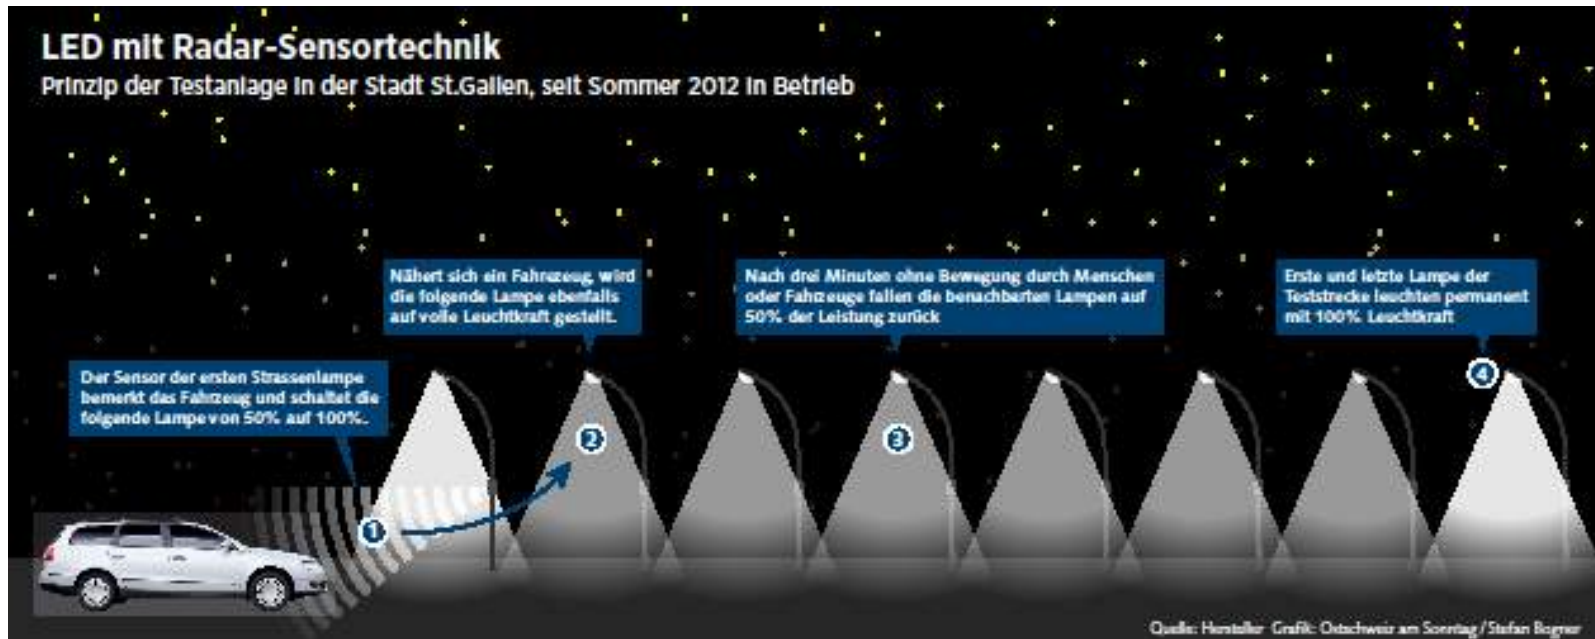 LED mit Radar-Sensortechnik
Prinzip der Testanlage in der Stadt St.Gallen, seit Sommer 2012 in Betrieb
Der Sensor der ersten Strassenlampe
bemerkt das Fahrzeug und schaltet die
folgende Lampe von 50% auf 100%.
1
Nähert sich ein Fahrzeug, wird
die folgende Lampe ebenfalls
auf volle Leuchtkraft gestellt.
2
Nach drei Minuten ohne Bewegung durch Menschen
oder Fahrzeuge fallen die benachbarten Lampen auf
50% der Leistung zurück
3
Erste und letzte Lampe der
Teststrecke leuchten permanent
mit 100% Leuchtkraft
4
Quelle: Hersteller Grafik: Ostschweiz am Sonntag / Stefan Bogner